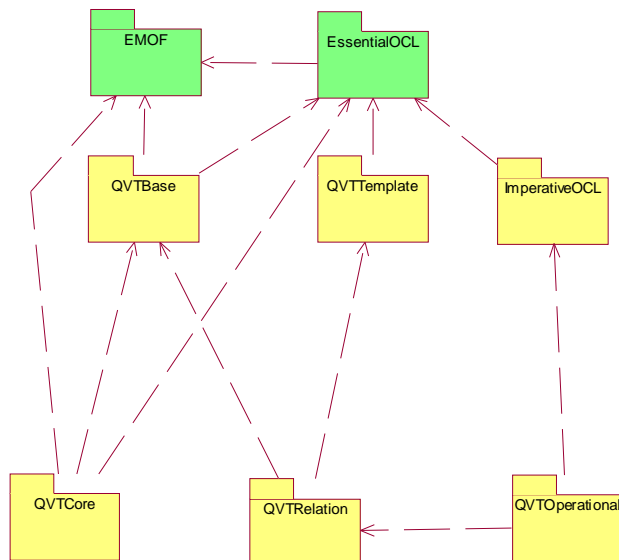 EMOF
EssentialOCL
QVTBase
QVTTemplate
ImperativeOCL
QVTCore
QVTRelation
QVTOperational